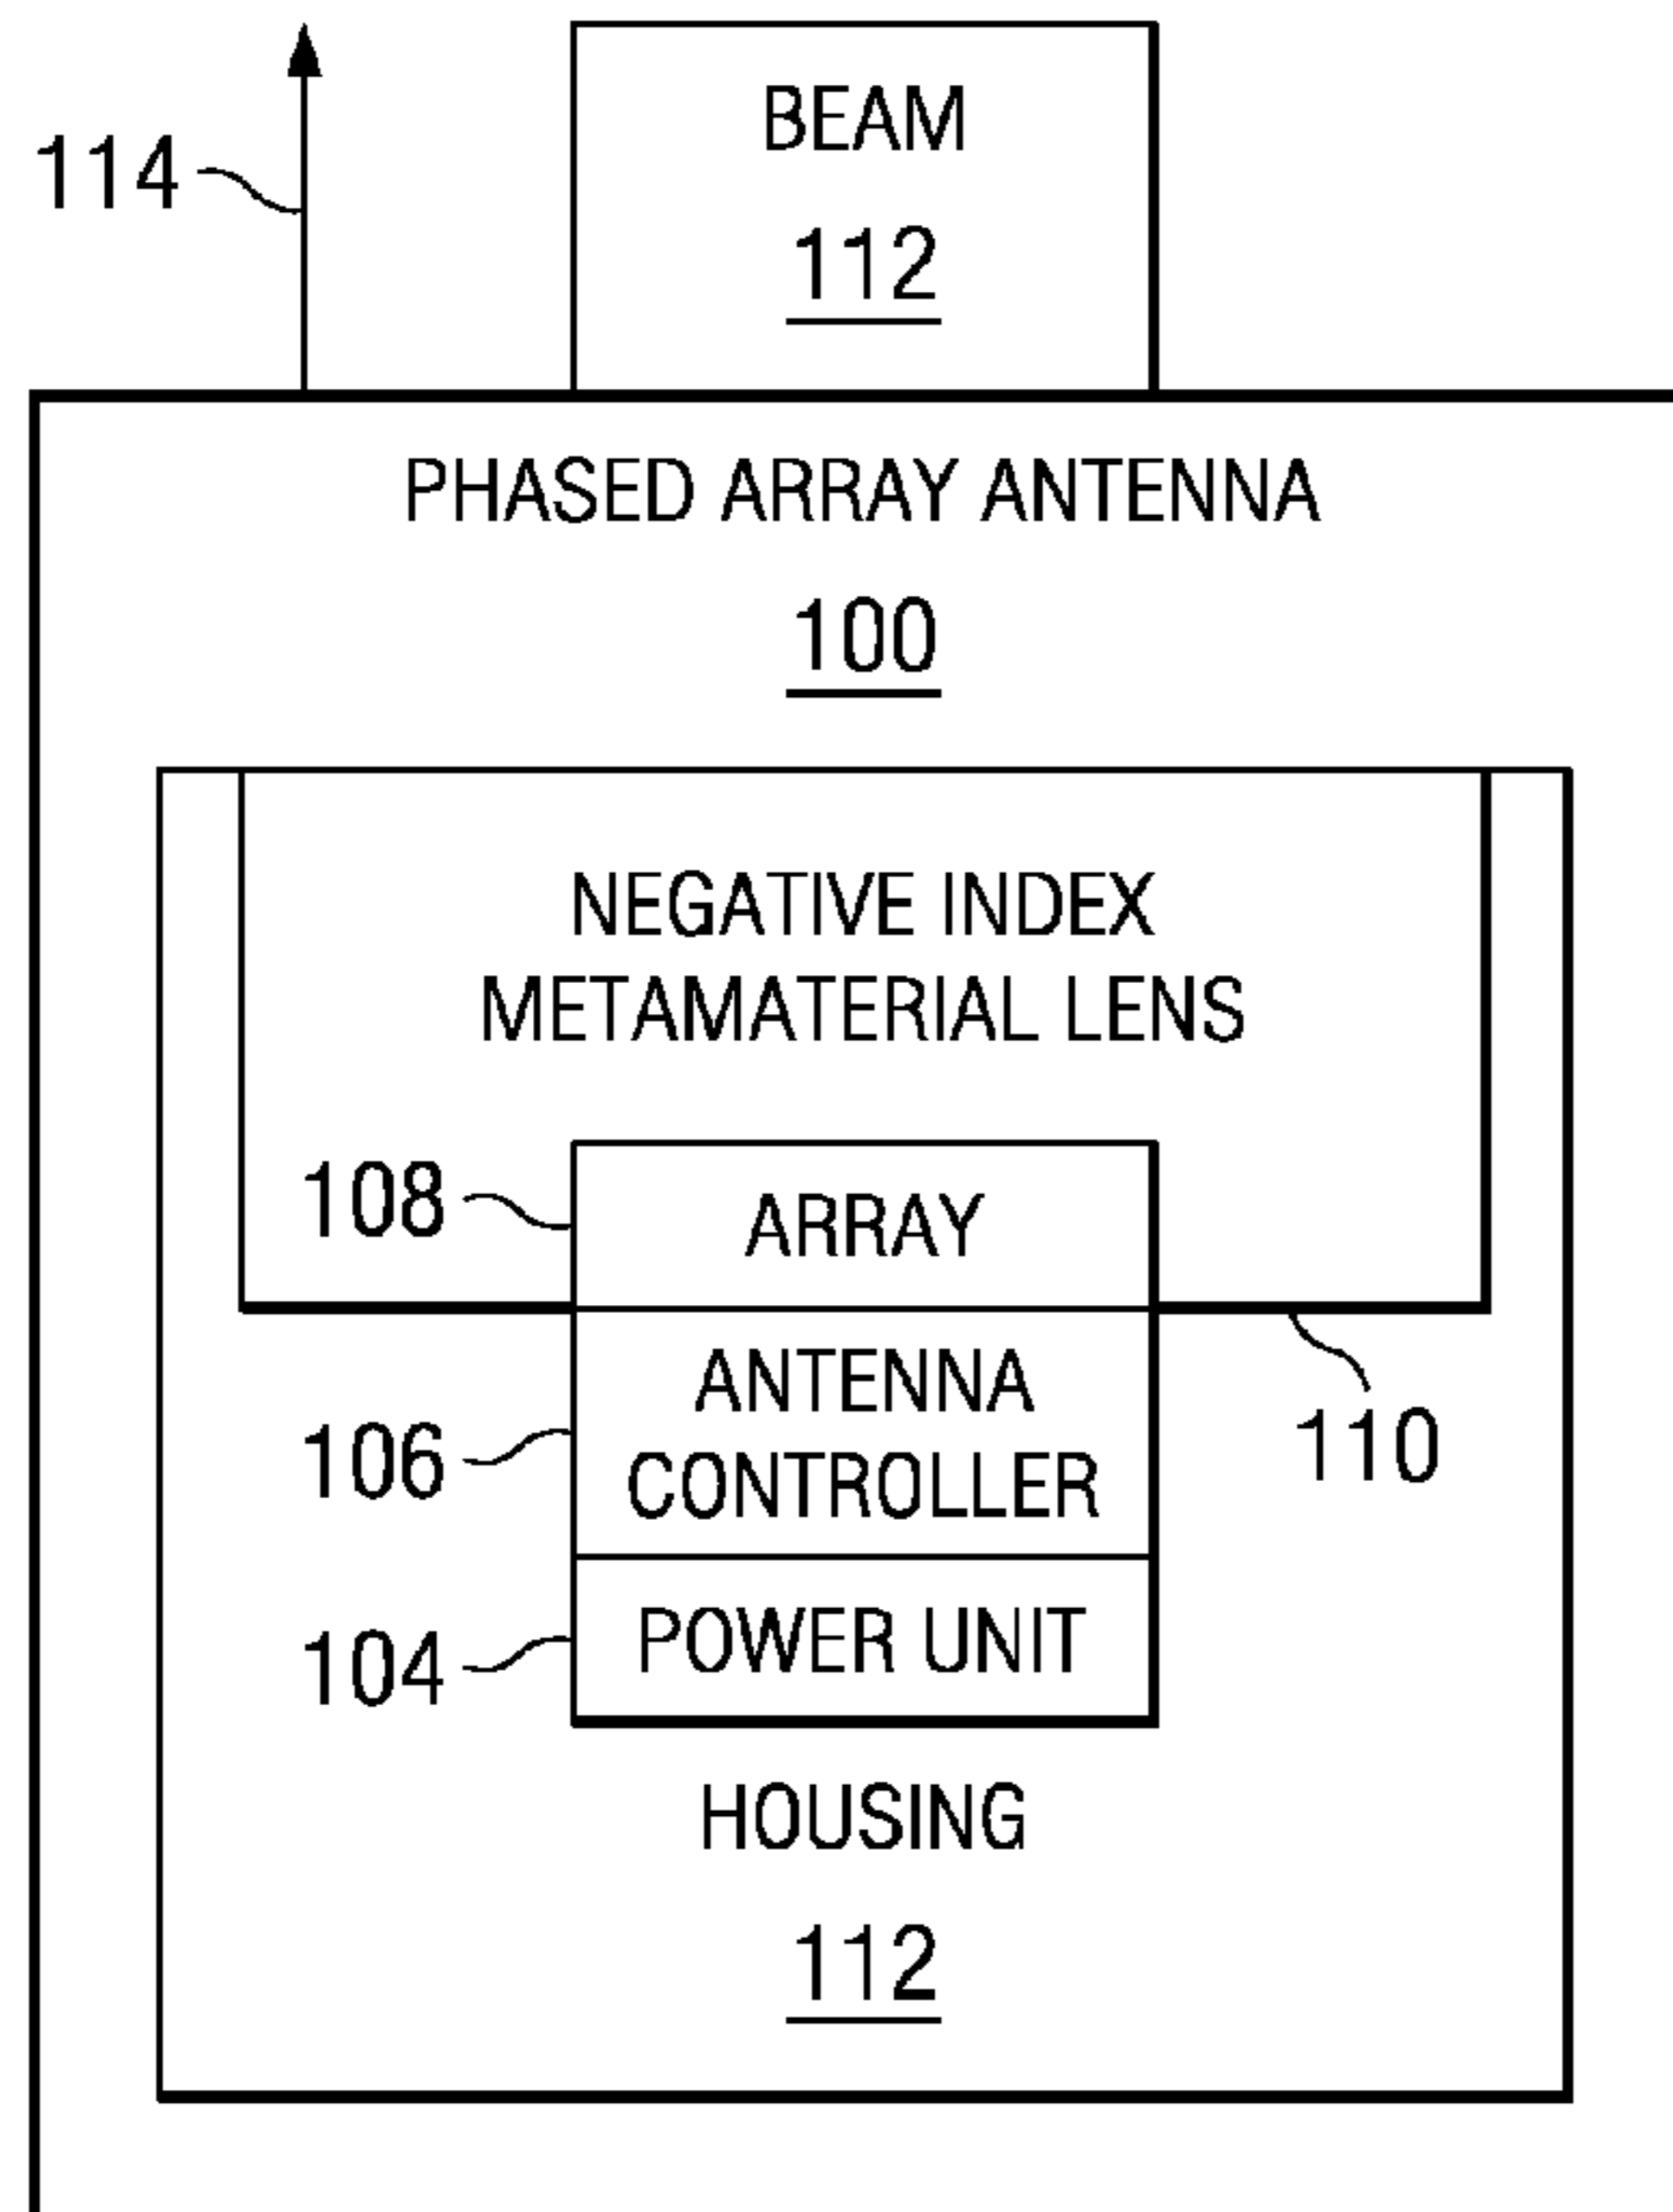 BEAM
114
112
PHASED ARRAY ANTENNA
100
NEGATIVE INDEX
METAMATERIAL LENS
108
ARRAY
ANTENNA
106
CONTROLLER
110
104
POWER UNIT
HOUSING
112